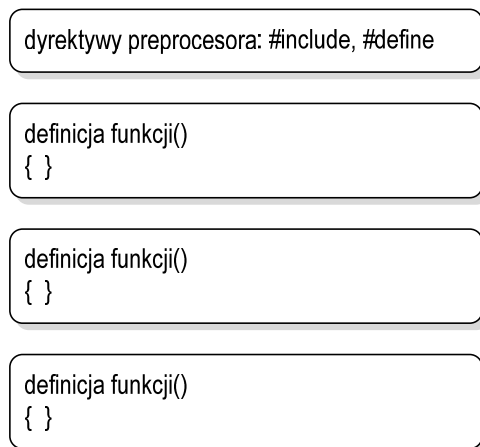 dyrektywy preprocesora: #include, #define
definicja funkcji()
{ }
definicja funkcji()
{ }
definicja funkcji()
{ }